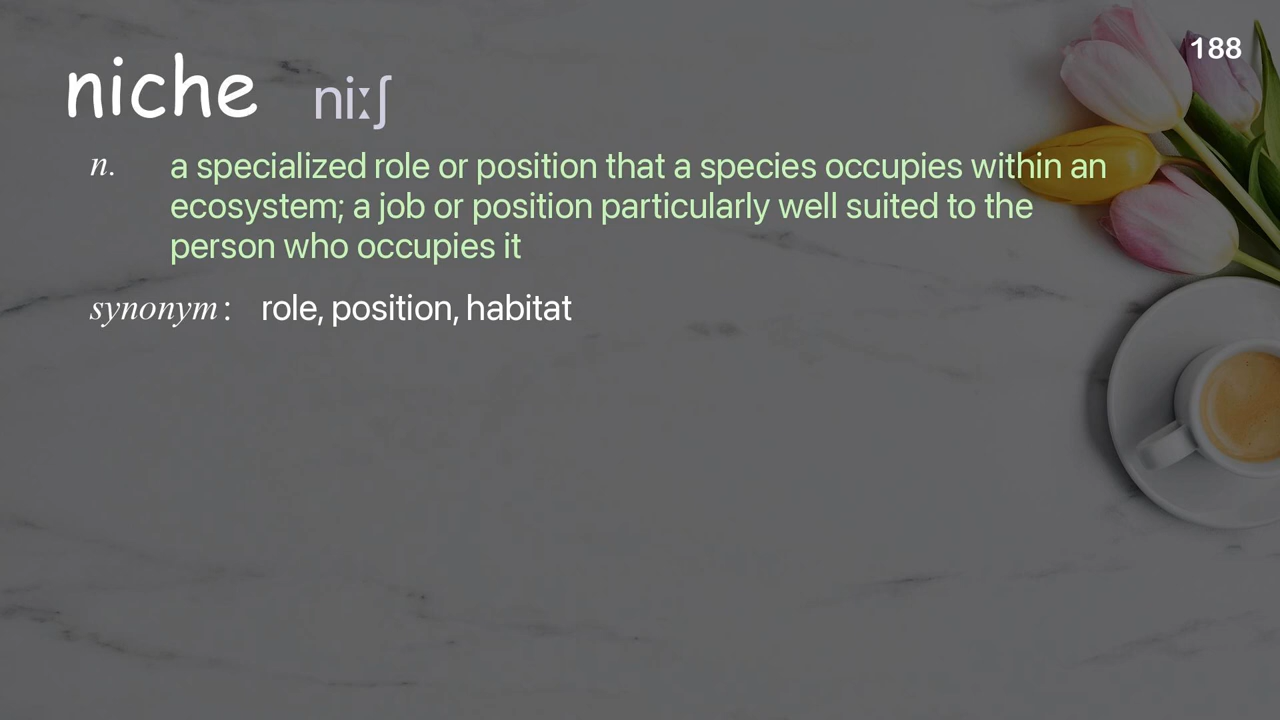 188
niche niːʃ
n. a specialized role or position that a species occupies within an
ecosystem; a job or position particularly well suited to the
person who occupies it
synonym: role, position, habitat